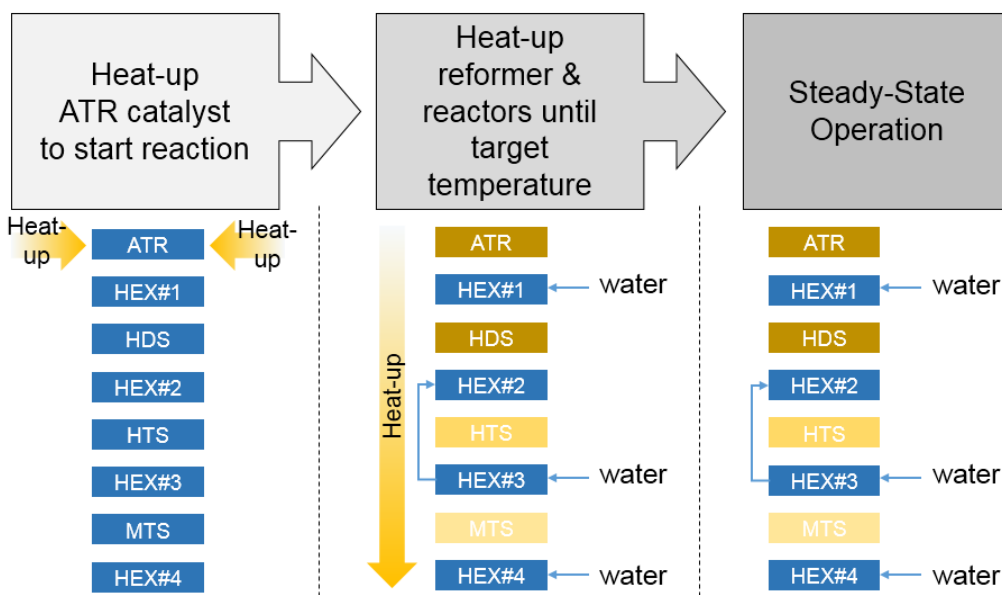 Heat-up
ATR catalyst
to start reaction
Heat-up
reformer &
reactors until
target
temperature
Steady-State
Operation
Heat-
up
ATR
Heat-
up
HEX#1
HDS
HEX#2
HTS
HEX#3
MTS
HEX#4
Heat-up
ATR
HEX#1
water
HDS
HEX#2
HTS
HEX#3
water
MTS
HEX#4
water
ATR
HEX#1
water
HDS
HEX#2
HTS
HEX#3
water
MTS
HEX#4
water